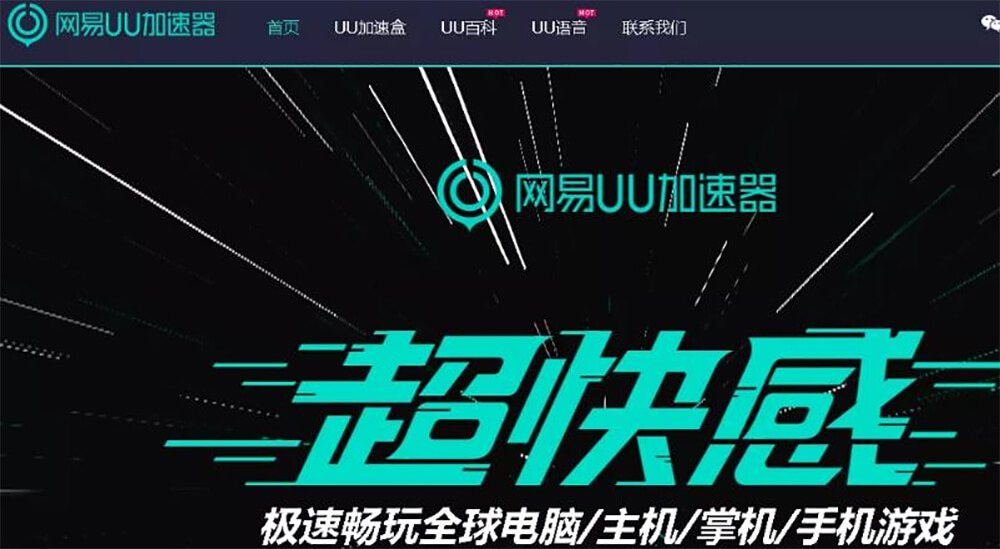 网易UU加速器 首页 UU加速盒 UU百科 HOT UU语音 HOT 联系我们
网易UU加速器
超快感
极速畅玩全球电脑/主机/掌机/手机游戏